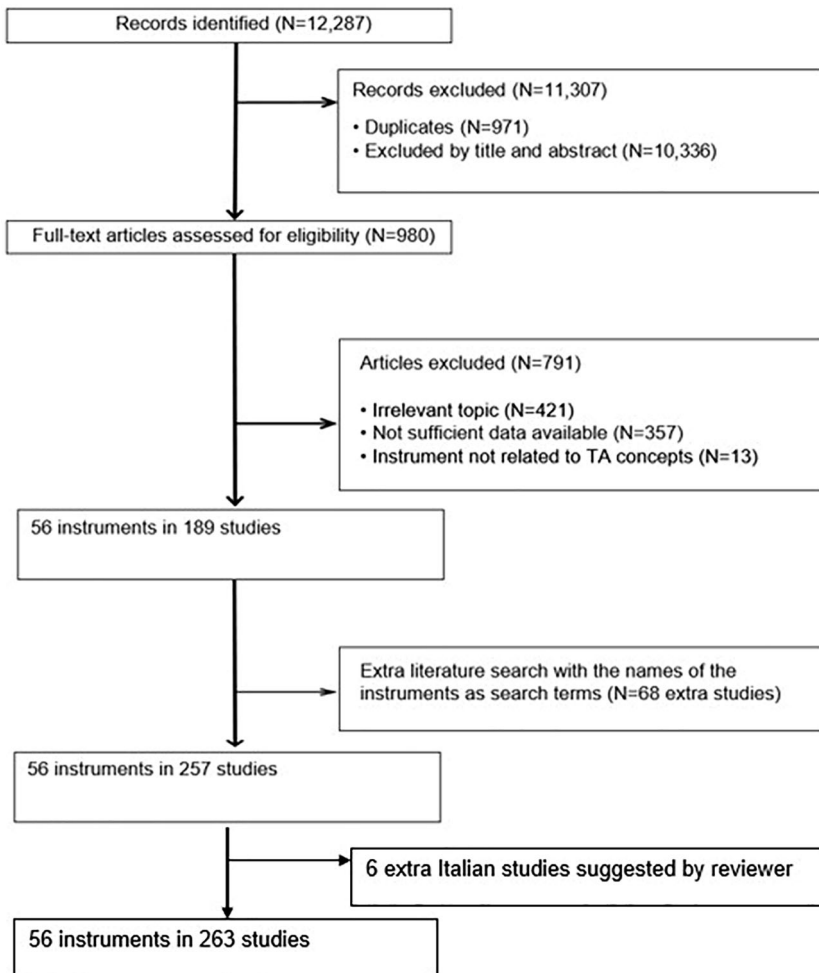 Records identified (N=12,287)
Records excluded (N=11,307)
• Duplicates (N=971)
• Excluded by title and abstract (N=10,336)
Full-text articles assessed for eligibility (N=980)
Articles excluded (N=791)
• Irrelevant topic (N=421)
• Not sufficient data available (N=357)
• Instrument not related to TA concepts (N=13)
56 instruments in 189 studies
Extra literature search with the names of the
instruments as search terms (N=68 extra studies)
56 instruments in 257 studies
6 extra Italian studies suggested by reviewer
56 instruments in 263 studies